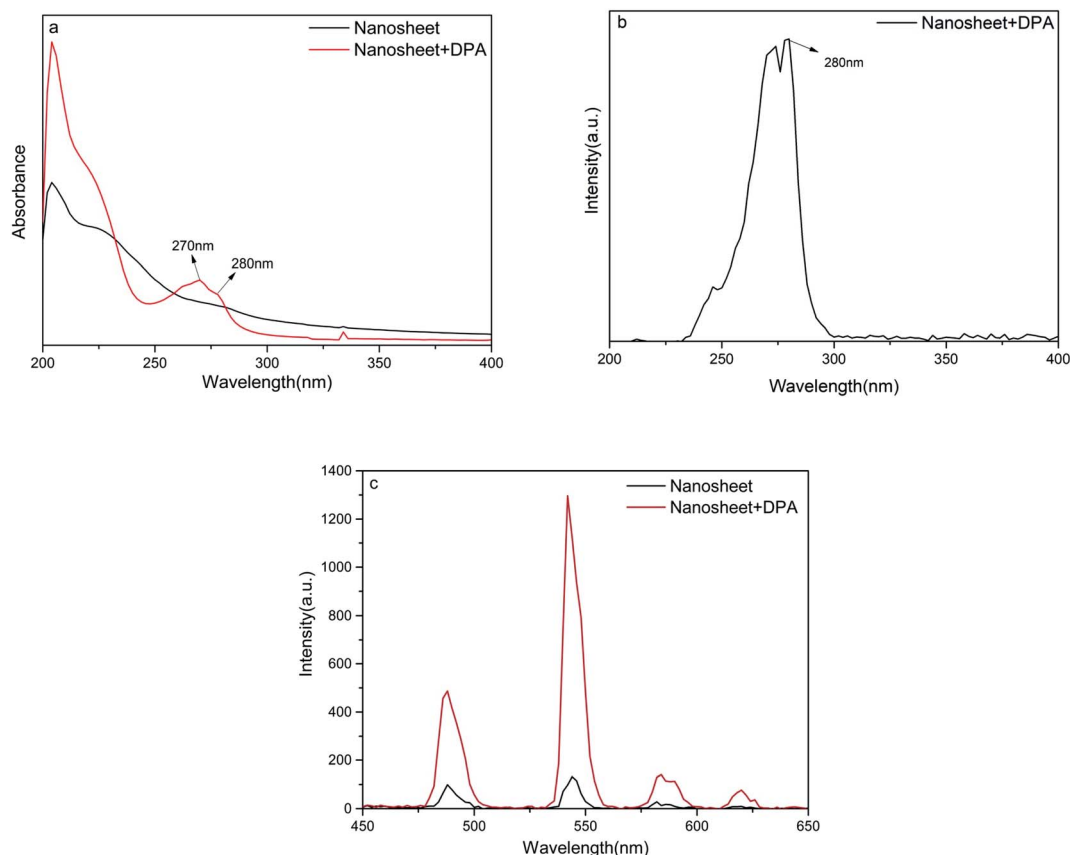 a
Nanosheet
Nanosheet+DPA
270nm
280nm
Absorbance
200
250
300
350
400
Wavelength(nm)
b
Nanosheet+DPA
280nm
Intensity(a.u.)
200
250
300
350
400
Wavelength(nm)
c
Nanosheet
Nanosheet+DPA
1400
1200
1000
800
600
400
200
0
Intensity(a.u.)
450
500
550
600
650
Wavelength(nm)